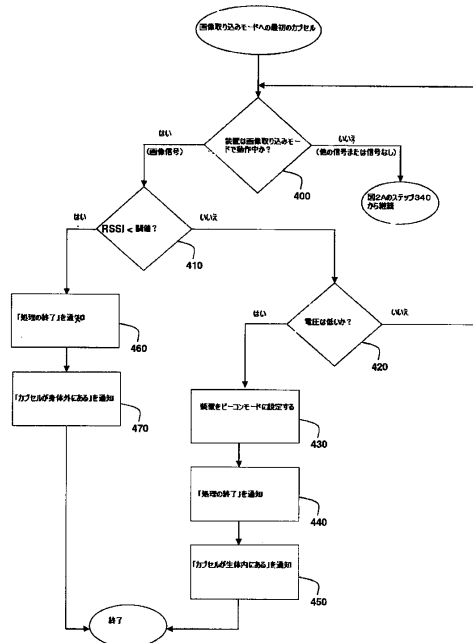 画像取り込みモードへの最初のカプセル
装置は画像取り込みモー
ドで動作中か?
はい
(画像信号)
いいえ
(他の信号または信号なし)
400
図2Aのステップ340
から継続
はい
RSSI < 閾値?
いいえ
410
「処理の終了」を通知
460
はい
電圧は低いか?
いいえ
420
「カプセルが身体外にある」を通知
470
装置をビーコンモードに設定する
430
「処理の終了」を通知
440
「カプセルが生体内にある」を通知
450
終了